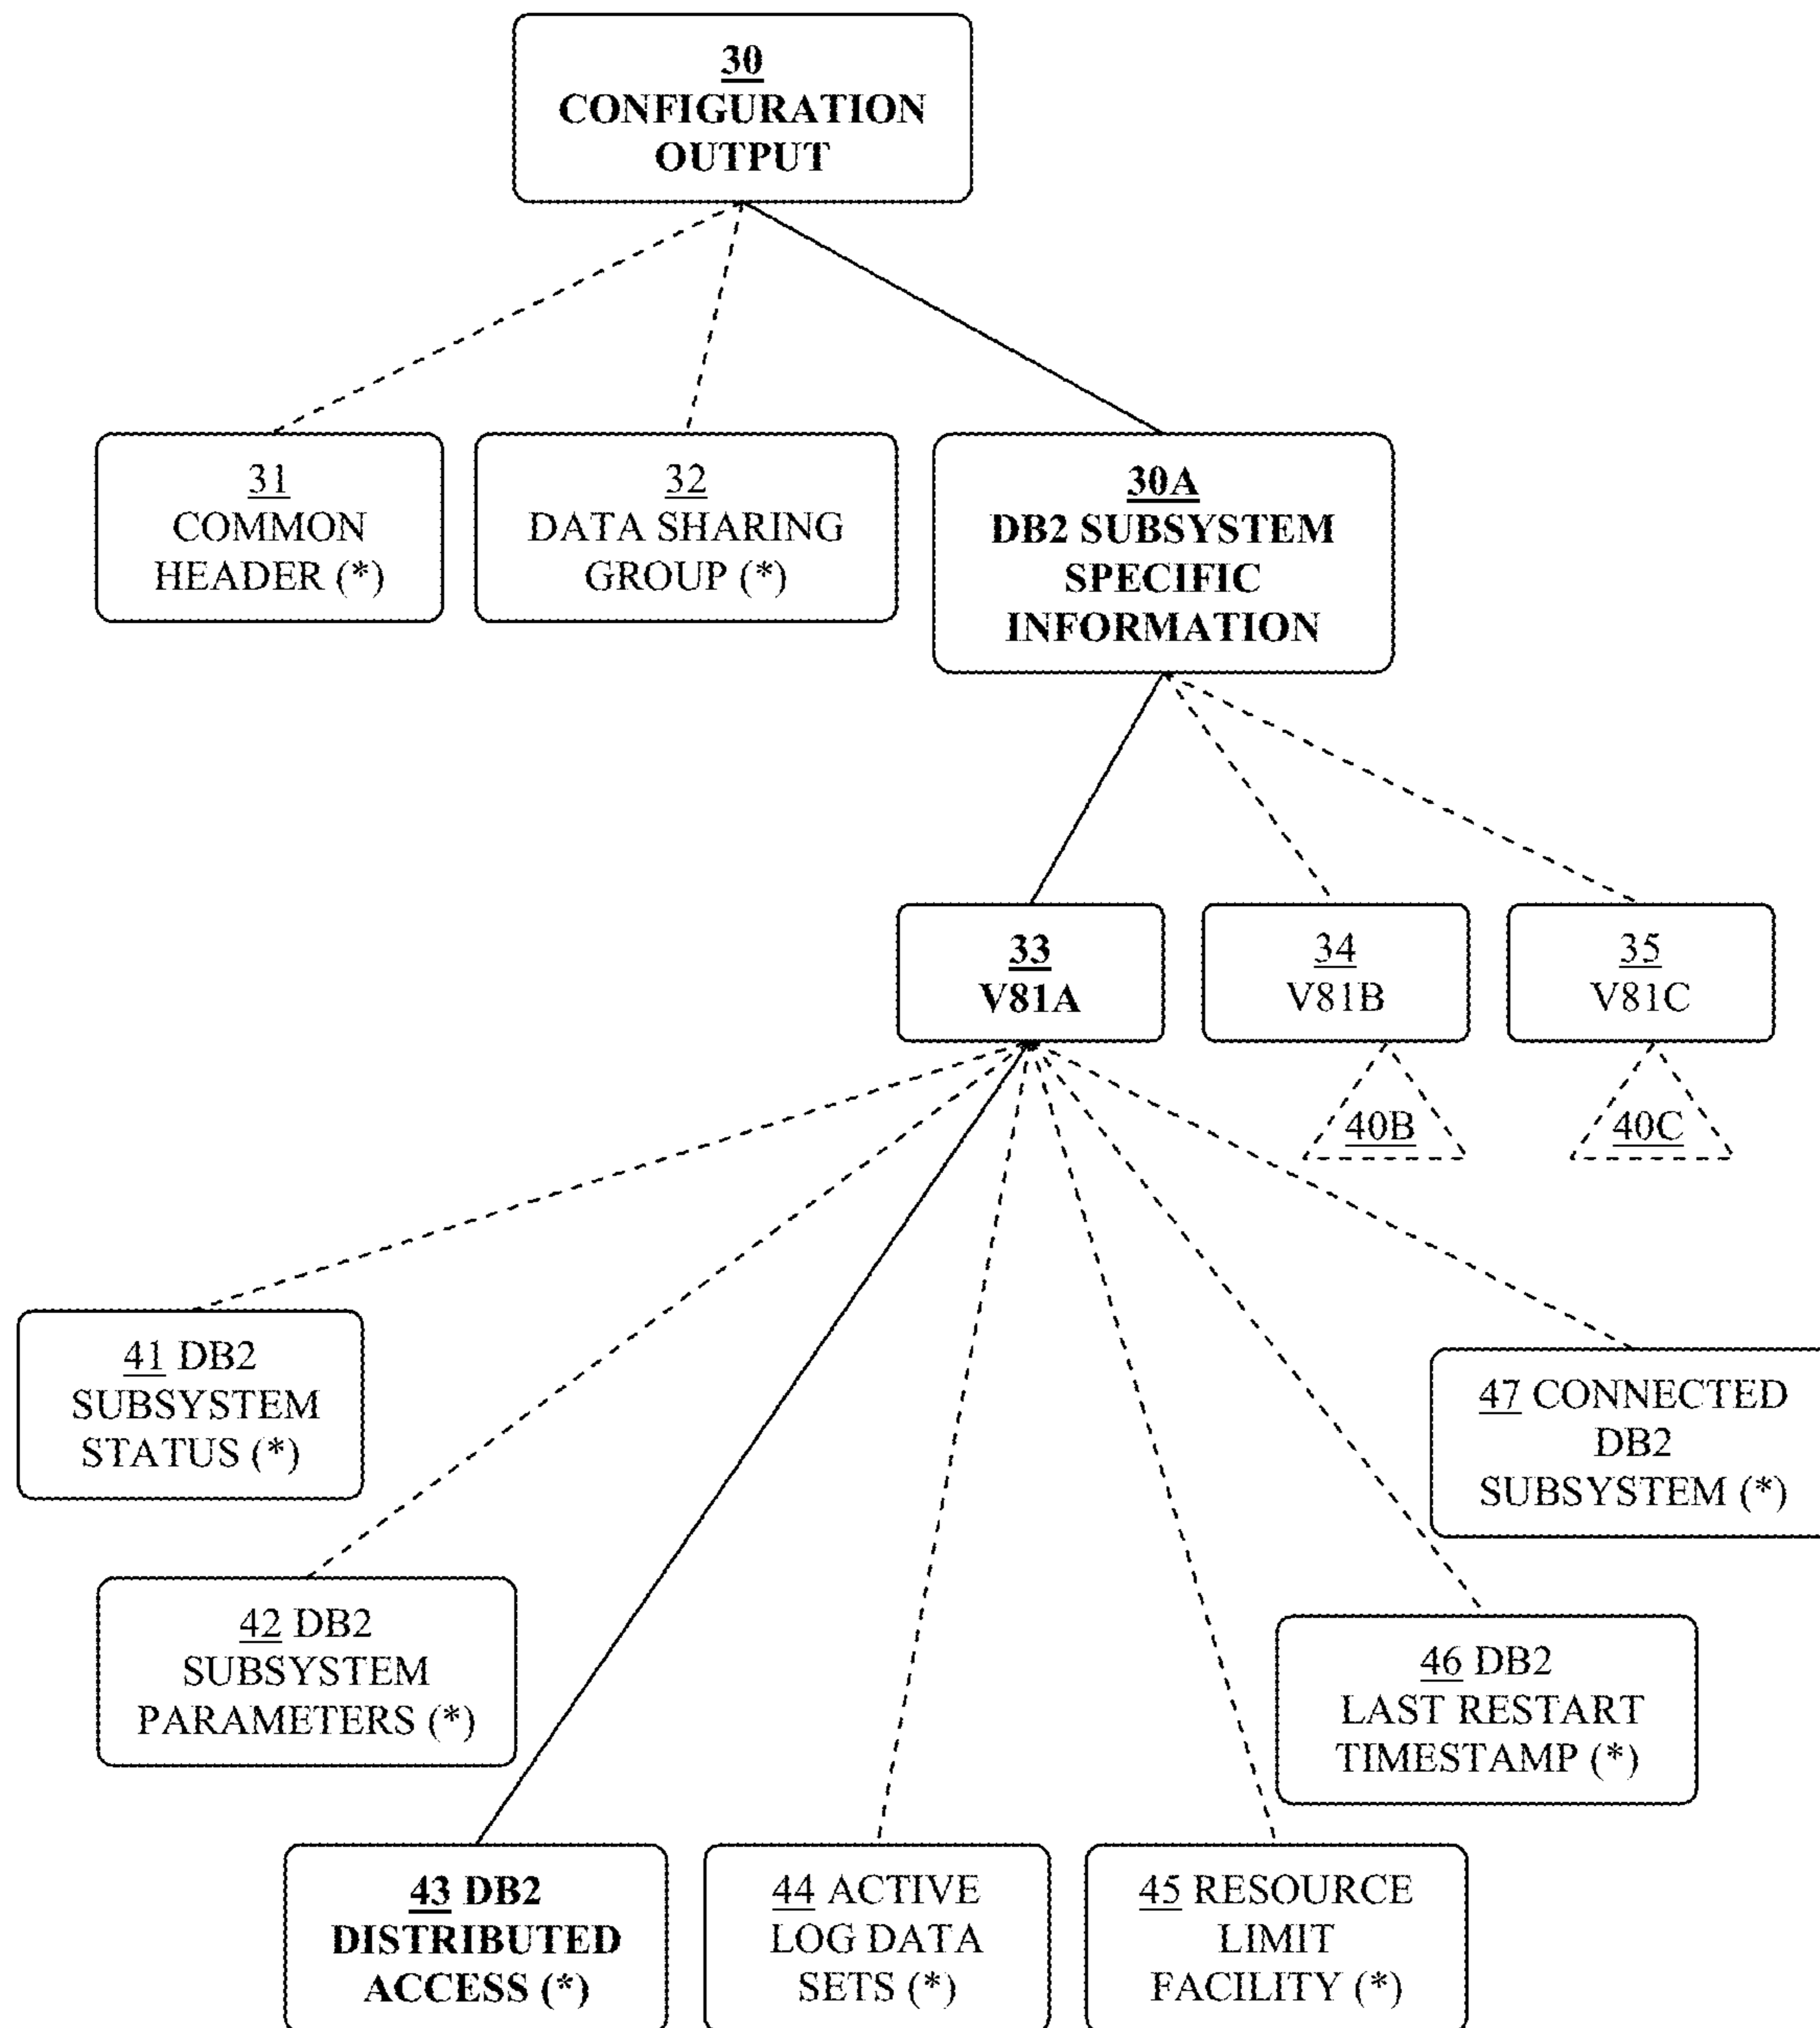 30
CONFIGURATION
OUTPUT
31
COMMON
HEADER (*)
32
DATA SHARING
GROUP (*)
30A
DB2 SUBSYSTEM
SPECIFIC
INFORMATION
33
V81A
34
V81B
35
V81C
40B
40C
41 DB2
SUBSYSTEM
STATUS (*)
42 DB2
SUBSYSTEM
PARAMETERS (*)
43 DB2
DISTRIBUTED
ACCESS (*)
44 ACTIVE
LOG DATA
SETS (*)
45 RESOURCE
LIMIT
FACILITY (*)
46 DB2
LAST RESTART
TIMESTAMP (*)
47 CONNECTED
DB2
SUBSYSTEM (*)